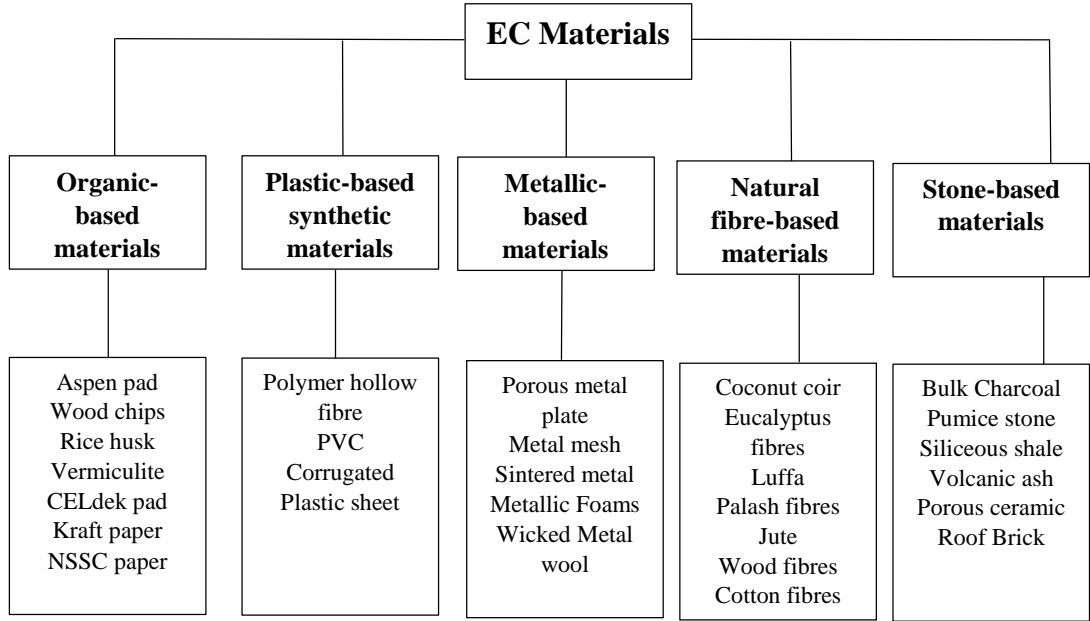 EC Materials
Organic-
based
materials
Plastic-based
synthetic
materials
Metallic-
based
materials
Natural
fibre-based
materials
Stone-based
materials
Aspen pad
Wood chips
Rice husk
Vermiculite
CELdek pad
Kraft paper
NSSC paper
Polymer hollow
fibre
PVC
Corrugated
Plastic sheet
Porous metal
plate
Metal mesh
Sintered metal
Metallic Foams
Wicked Metal
wool
Coconut coir
Eucalyptus
fibres
Luffa
Palash fibres
Jute
Wood fibres
Cotton fibres
Bulk Charcoal
Pumice stone
Siliceous shale
Volcanic ash
Porous ceramic
Roof Brick